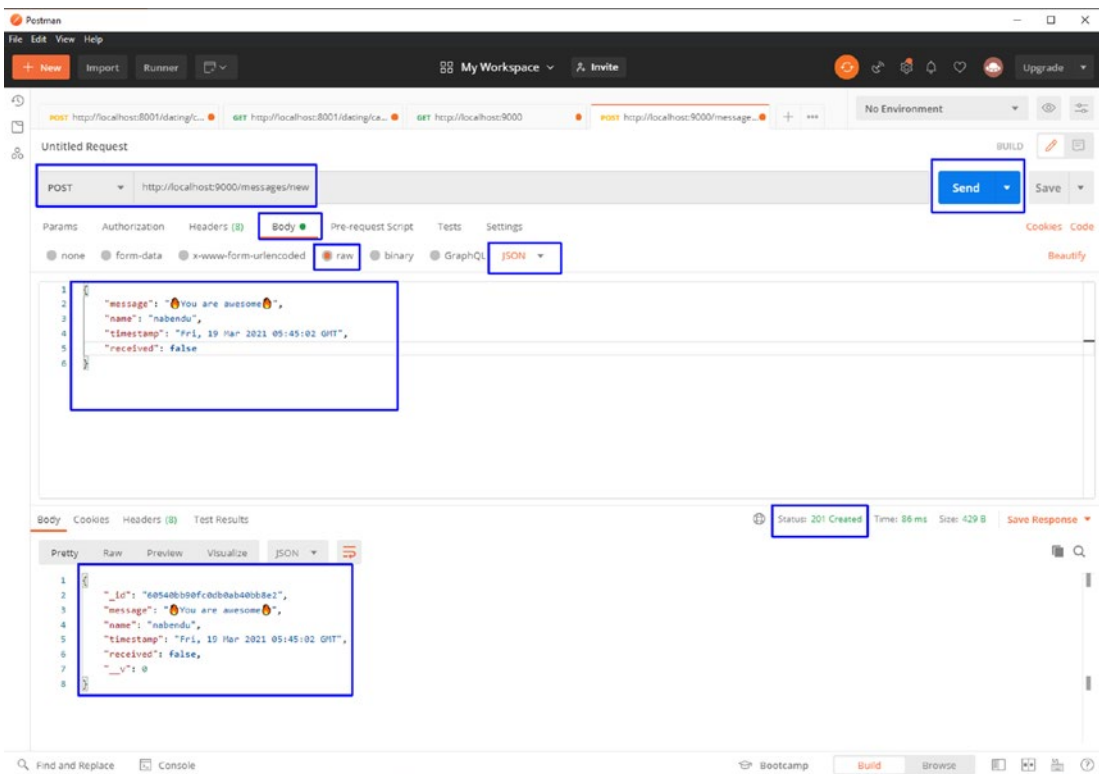 Postman
File Edit View Help
+ New Import Runner My Workspace Invite Upgrade
POST http://localhost:8001/dating/c... GET http://localhost:8001/dating/ca... GET http://localhost:9000 POST http://localhost:9000/message... + ••• No Environment
Untitled Request BUILD
POST http://localhost:9000/messages/new Send Save
Params Authorization Headers (8) Body Pre-request Script Tests Settings Cookies Code
none form-data x-www-form-urlencoded raw binary GraphQL JSON Beautify
1 {
2 "message": "🔥You are awesome🔥",
3 "name": "nabendu",
4 "timestamp": "Fri, 19 Mar 2021 05:45:02 GMT",
5 "received": false
6 }
Body Cookies Headers (8) Test Results Status: 201 Created Time: 86 ms Size: 429 B Save Response
Pretty Raw Preview Visualize JSON
1 {
2 "_id": "60540bb90fc0db0ab40bb8e2",
3 "message": "🔥You are awesome🔥",
4 "name": "nabendu",
5 "timestamp": "Fri, 19 Mar 2021 05:45:02 GMT",
6 "received": false,
7 "__v": 0
8 }
Find and Replace Console Bootcamp Build Browse